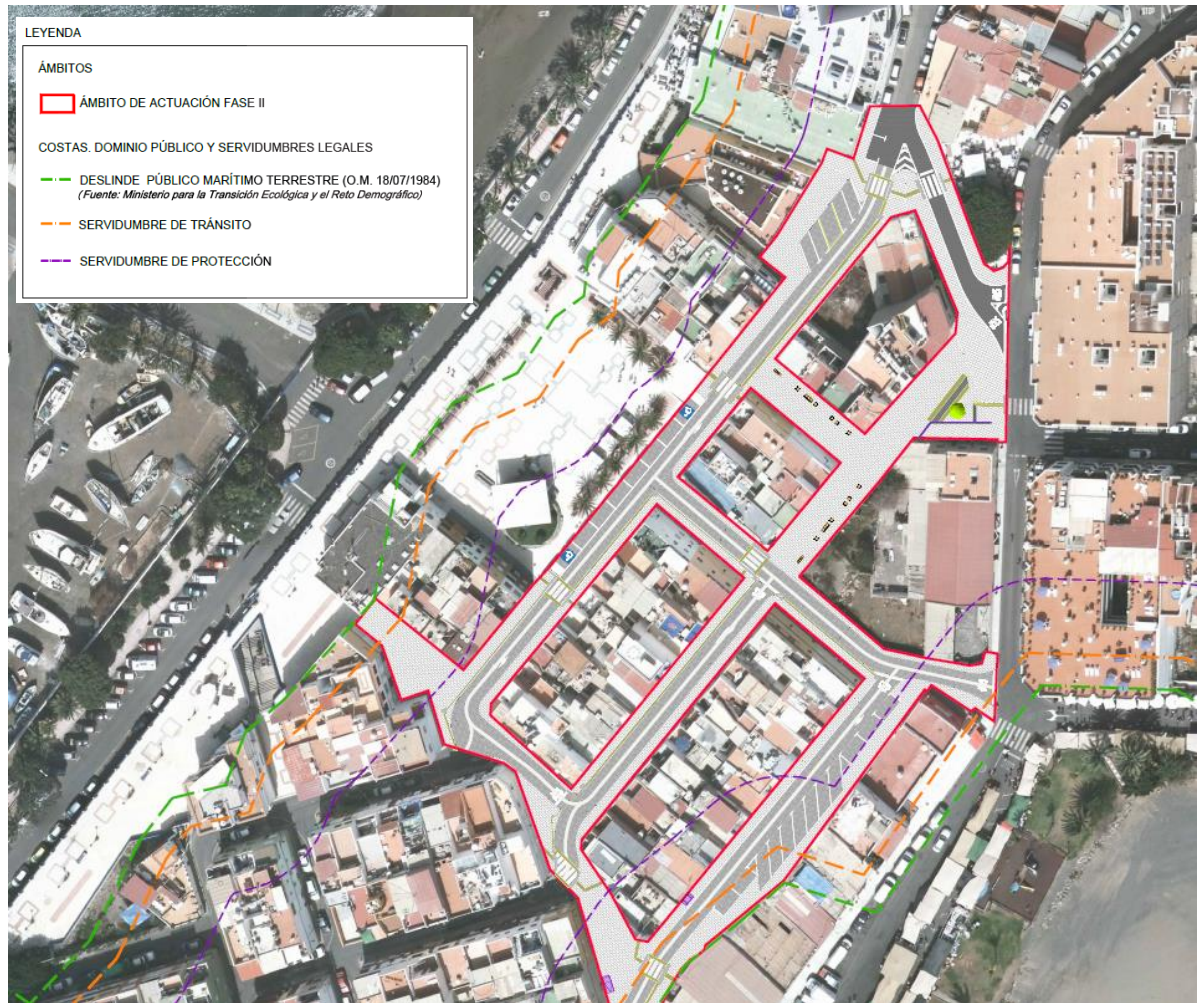 LEYENDA
ÁMBITOS
ÁMBITO DE ACTUACIÓN FASE II
COSTAS. DOMINIO PÚBLICO Y SERVIDUMBRES LEGALES
DESLINDE PÚBLICO MARÍTIMO TERRESTRE (O.M. 18/07/1984)
(Fuente: Ministerio para la Transición Ecológica y el Reto Demográfico)
SERVIDUMBRE DE TRÁNSITO
SERVIDUMBRE DE PROTECCIÓN